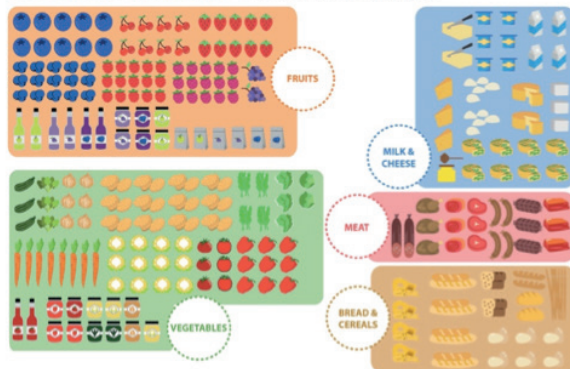 FRUITS
MILK &
CHEESE
MEAT
VEGETABLES
BREAD &
CEREALS